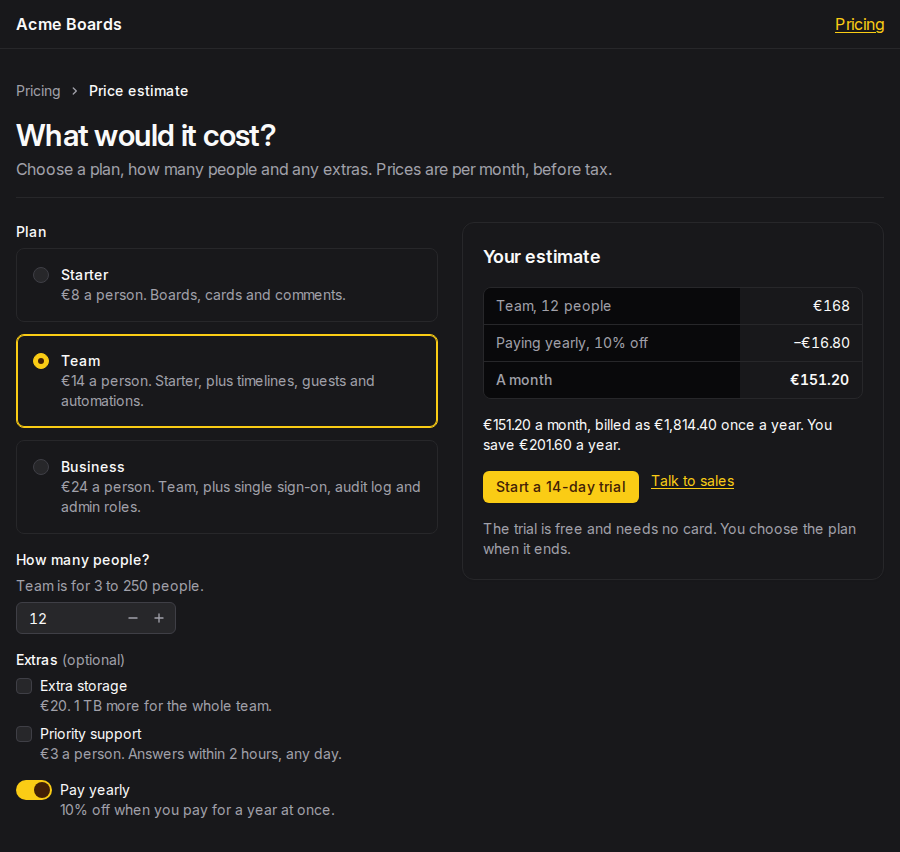 Acme Boards
Pricing
Pricing > Price estimate
What would it cost?
Choose a plan, how many people and any extras. Prices are per month, before tax.
Plan
Starter
€8 a person. Boards, cards and comments.
Team
€14 a person. Starter, plus timelines, guests and
automations.
Business
€24 a person. Team, plus single sign-on, audit log and
admin roles.
How many people?
Team is for 3 to 250 people.
12
Extras (optional)
Extra storage
€20. 1 TB more for the whole team.
Priority support
€3 a person. Answers within 2 hours, any day.
Pay yearly
10% off when you pay for a year at once.
Your estimate
Team, 12 people €168
Paying yearly, 10% off −€16.80
A month €151.20
€151.20 a month, billed as €1,814.40 once a year. You
save €201.60 a year.
Start a 14-day trial Talk to sales
The trial is free and needs no card. You choose the plan
when it ends.